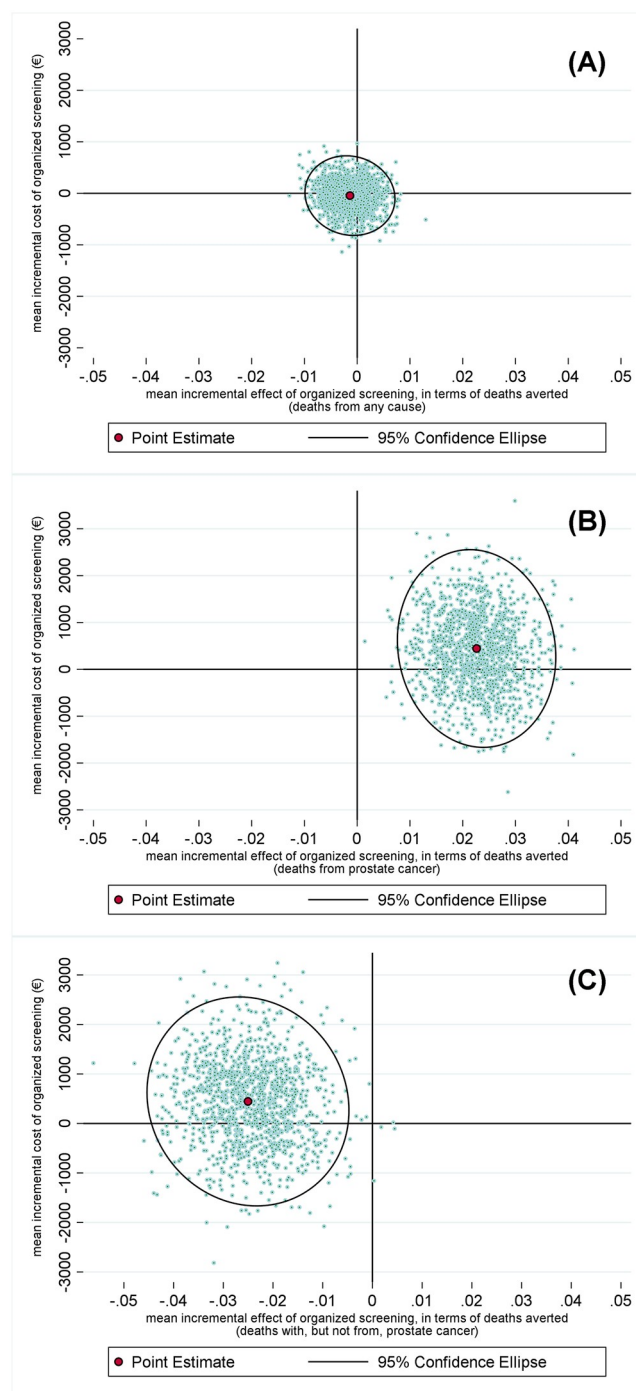 (A)
mean incremental cost of organized screening (€)
3000
2000
1000
0
-1000
-2000
-3000
-.05 -.04 -.03 -.02 -.01 0 .01 .02 .03 .04 .05
mean incremental effect of organized screening, in terms of deaths averted
(deaths from any cause)
Point Estimate 95% Confidence Ellipse
(B)
mean incremental cost of organized screening (€)
3000
2000
1000
0
-1000
-2000
-3000
-.05 -.04 -.03 -.02 -.01 0 .01 .02 .03 .04 .05
mean incremental effect of organized screening, in terms of deaths averted
(deaths from prostate cancer)
Point Estimate 95% Confidence Ellipse
(C)
mean incremental cost of organized screening (€)
3000
2000
1000
0
-1000
-2000
-3000
-.05 -.04 -.03 -.02 -.01 0 .01 .02 .03 .04 .05
mean incremental effect of organized screening, in terms of deaths averted
(deaths with, but not from, prostate cancer)
Point Estimate 95% Confidence Ellipse